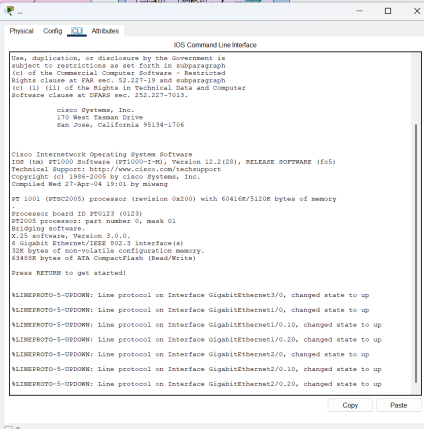 Physical Config CLI Attributes
IOS Command Line Interface
Use, duplication, or disclosure by the Government is
subject to restrictions as set forth in subparagraph
(c) of the Commercial Computer Software - Restricted
Rights clause at FAR sec. 52.227-19 and subparagraph
(c) (1) (ii) of the Rights in Technical Data and Computer
Software clause at DFARS sec. 252.227-7013.
cisco Systems, Inc.
170 West Tasman Drive
San Jose, California 95134-1706
Cisco Internetwork Operating System Software
IOS (tm) PT1000 Software (PT1000-I-M), Version 12.2(28), RELEASE SOFTWARE (fc5)
Technical Support: http://www.cisco.com/techsupport
Copyright (c) 1986-2005 by cisco Systems, Inc.
Compiled Wed 27-Apr-04 19:01 by miwang
PT 1001 (PTSC2005) processor (revision 0x200) with 60416K/5120K bytes of memory
Processor board ID PT0123 (0123)
PT2005 processor: part number 0, mask 01
Bridging software.
X.25 software, Version 3.0.0.
6 Gigabit Ethernet/IEEE 802.3 interface(s)
32K bytes of non-volatile configuration memory.
63488K bytes of ATA CompactFlash (Read/Write)
Press RETURN to get started!
%LINEPROTO-5-UPDOWN: Line protocol on Interface GigabitEthernet3/0, changed state to up
%LINEPROTO-5-UPDOWN: Line protocol on Interface GigabitEthernet1/0, changed state to up
%LINEPROTO-5-UPDOWN: Line protocol on Interface GigabitEthernet1/0.10, changed state to up
%LINEPROTO-5-UPDOWN: Line protocol on Interface GigabitEthernet1/0.20, changed state to up
%LINEPROTO-5-UPDOWN: Line protocol on Interface GigabitEthernet2/0, changed state to up
%LINEPROTO-5-UPDOWN: Line protocol on Interface GigabitEthernet2/0.10, changed state to up
%LINEPROTO-5-UPDOWN: Line protocol on Interface GigabitEthernet2/0.20, changed state to up
Copy Paste